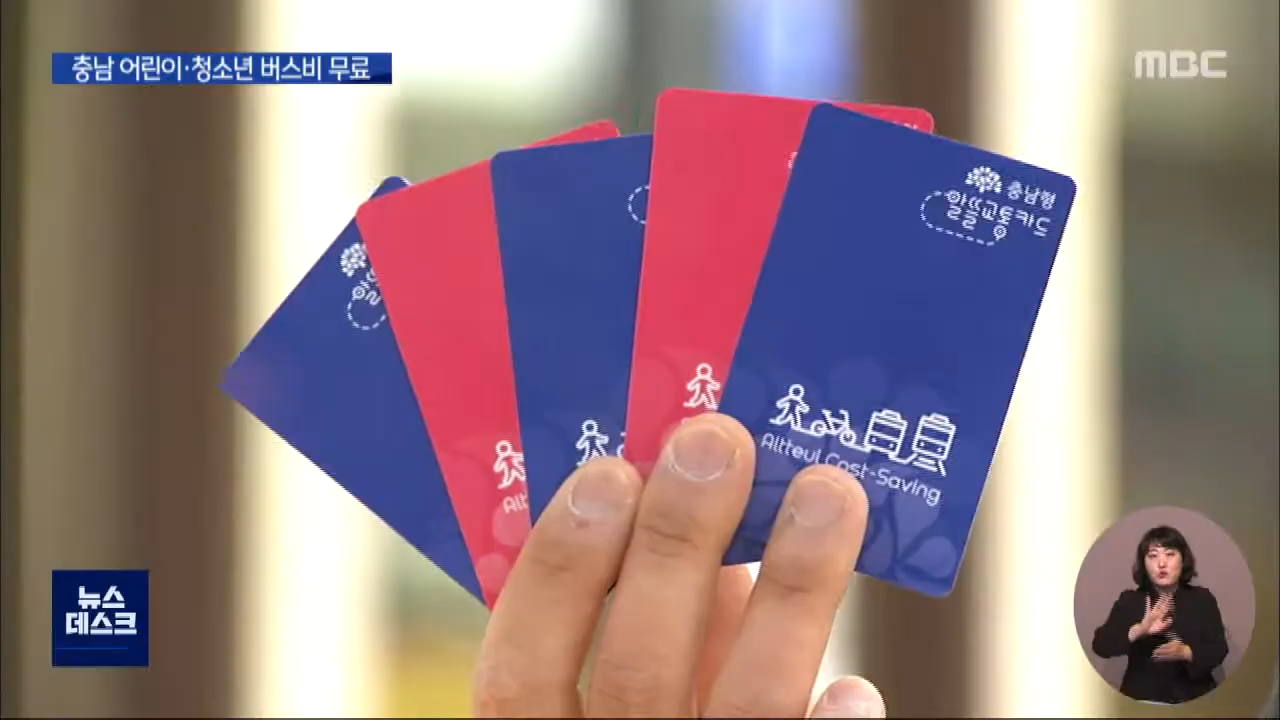 충남 어린이·청소년 버스비 무료
MBC
충남형
알뜰교통카드
Allteul Cost-Saving
뉴스
데스크